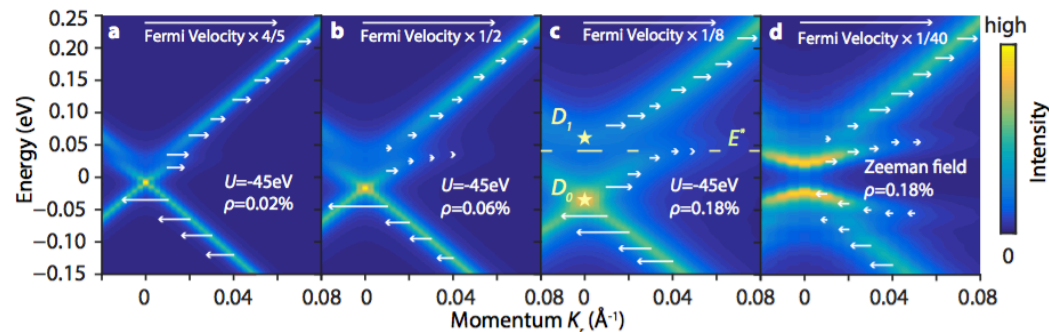 0.25
0.20
0.15
0.10
0.05
0
−0.05
−0.10
−0.15
Energy (eV)
a
Fermi Velocity × 4/5
U=-45eV
ρ=0.02%
b
Fermi Velocity × 1/2
U=-45eV
ρ=0.06%
c
Fermi Velocity × 1/8
D₁
E*
D₀
U=-45eV
ρ=0.18%
d
Fermi Velocity × 1/40
Zeeman field
ρ=0.18%
high
Intensity
0
0 0.04 0.08 0 0.04 0.08 0 0.04 0.08 0 0.04 0.08
Momentum K (Å⁻¹)